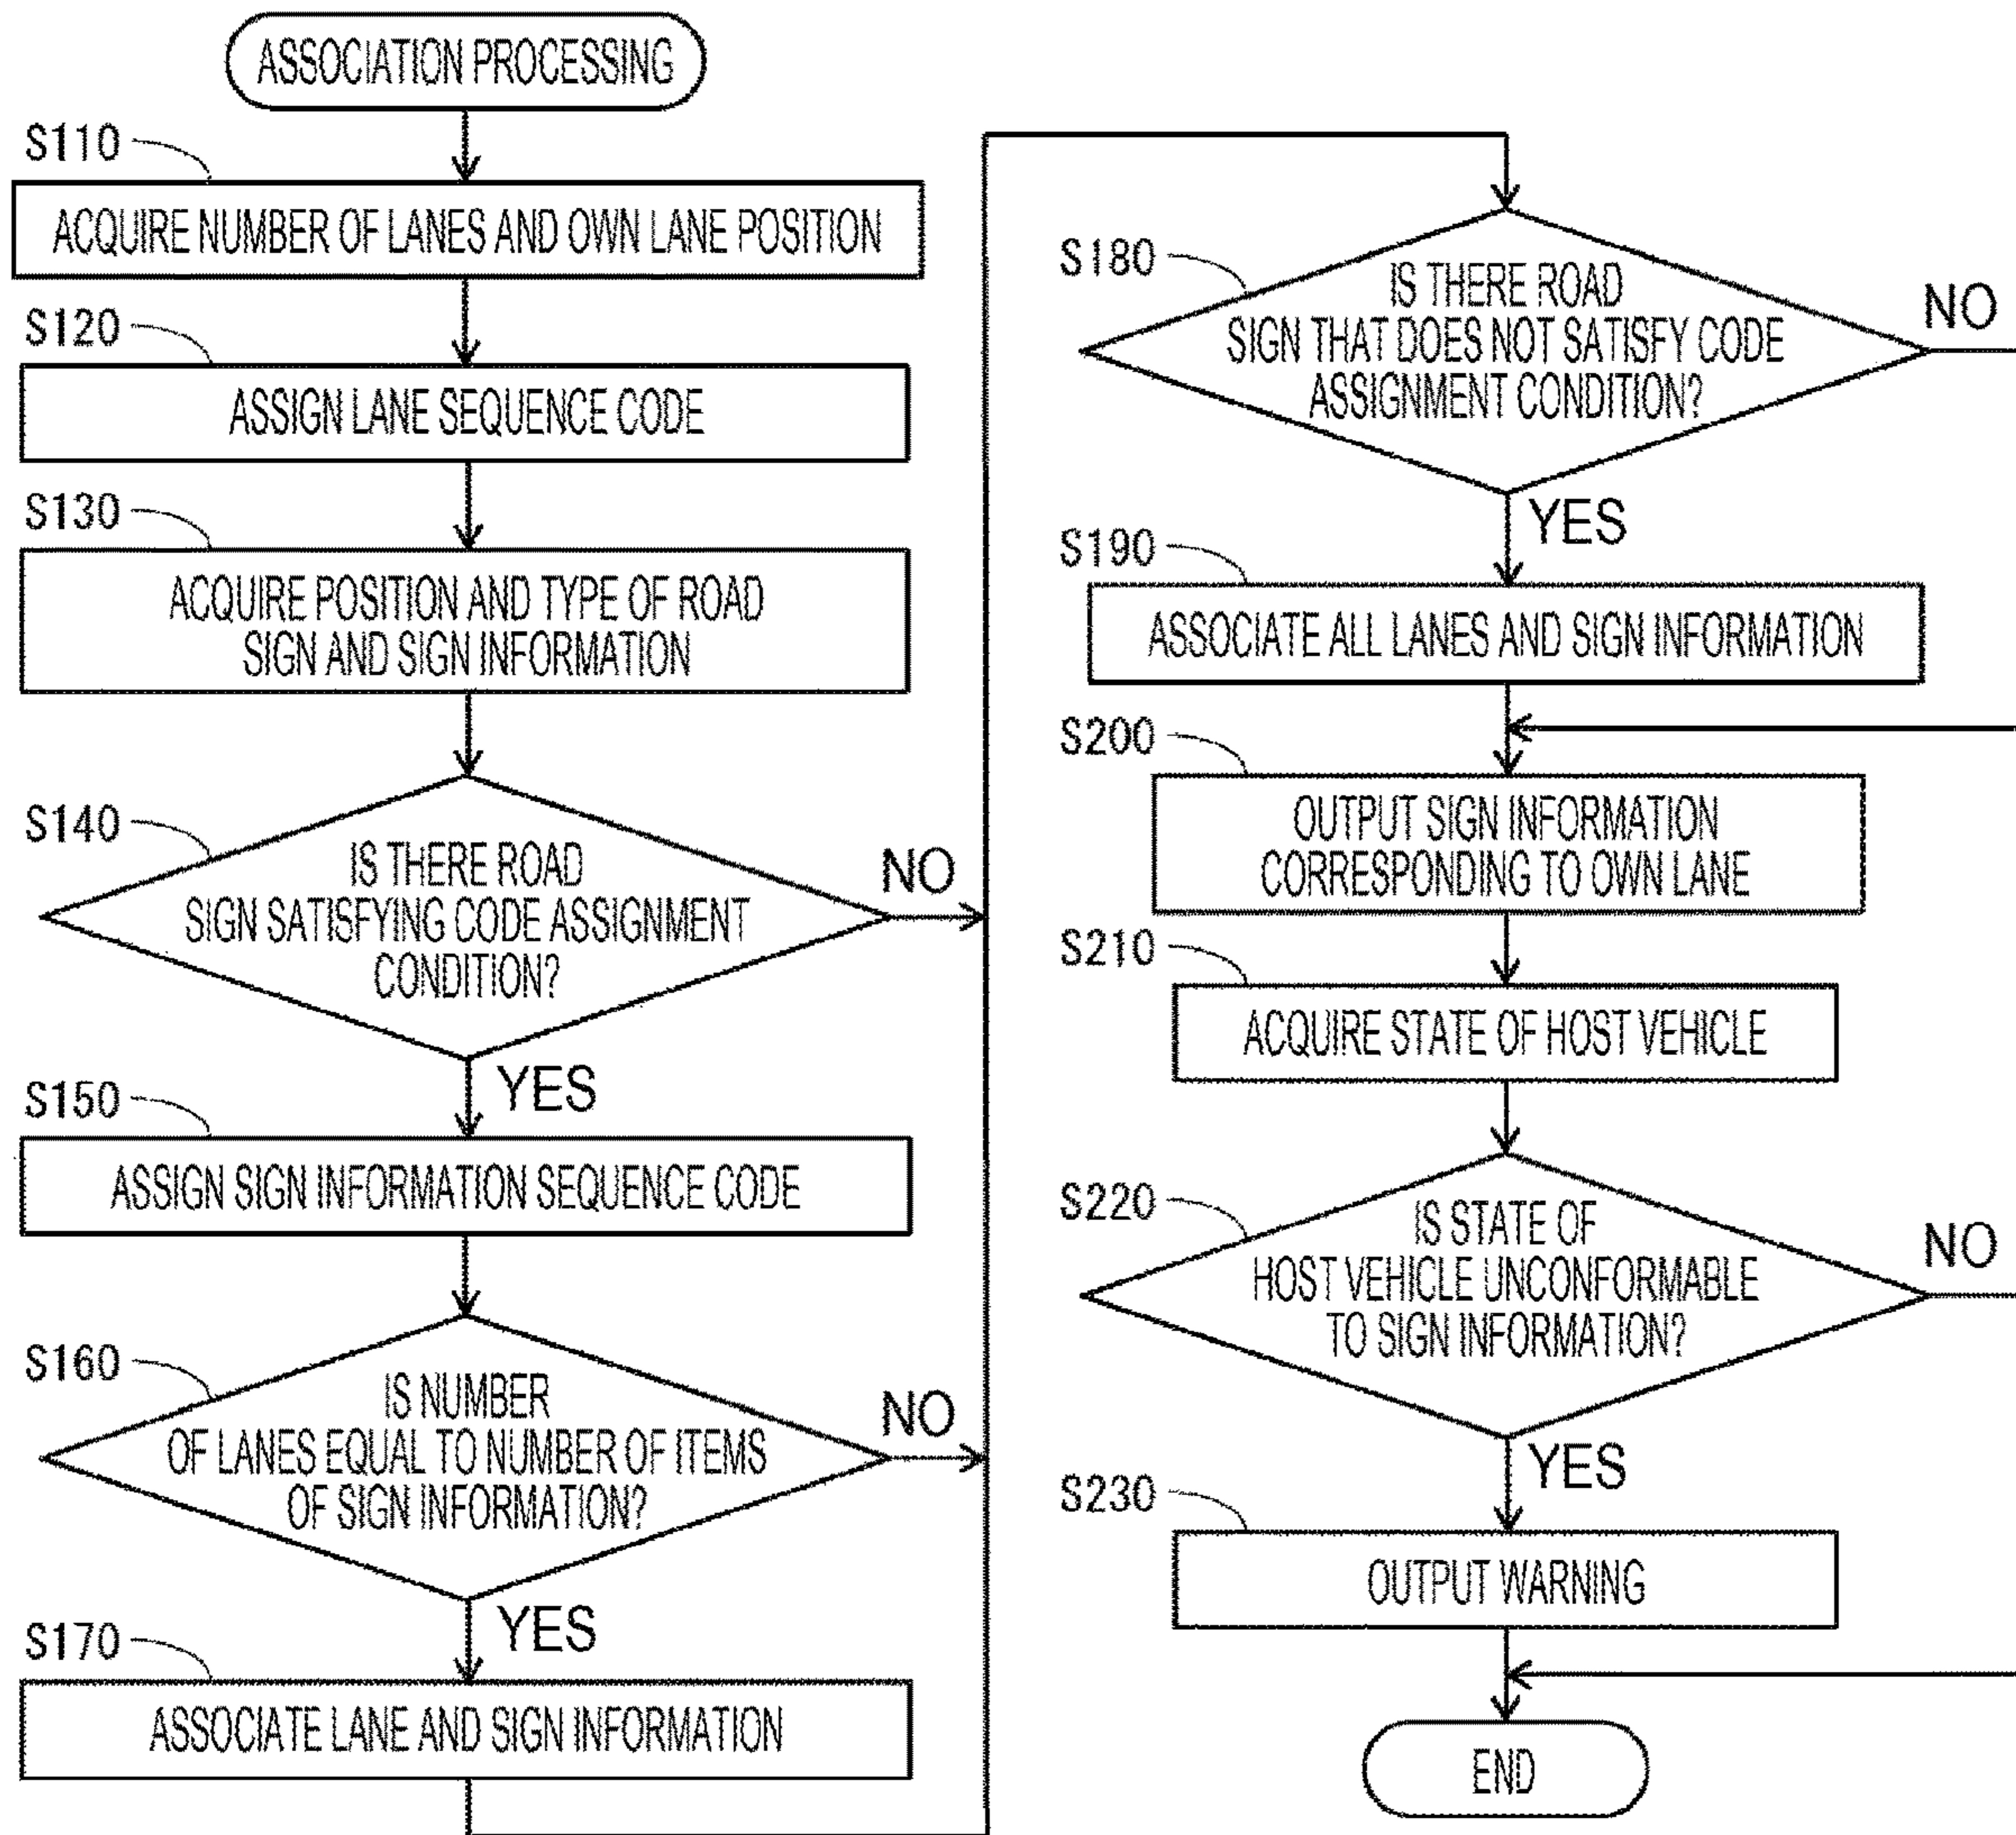 ASSOCIATION PROCESSING
S110
ACQUIRE NUMBER OF LANES AND OWN LANE POSITION
S120
ASSIGN LANE SEQUENCE CODE
S130
ACQUIRE POSITION AND TYPE OF ROAD
SIGN AND SIGN INFORMATION
S140
IS THERE ROAD
SIGN SATISFYING CODE ASSIGNMENT
CONDITION?
NO
YES
S150
ASSIGN SIGN INFORMATION SEQUENCE CODE
S160
IS NUMBER
OF LANES EQUAL TO NUMBER OF ITEMS
OF SIGN INFORMATION?
NO
YES
S170
ASSOCIATE LANE AND SIGN INFORMATION
S180
IS THERE ROAD
SIGN THAT DOES NOT SATISFY CODE
ASSIGNMENT CONDITION?
NO
YES
S190
ASSOCIATE ALL LANES AND SIGN INFORMATION
S200
OUTPUT SIGN INFORMATION
CORRESPONDING TO OWN LANE
S210
ACQUIRE STATE OF HOST VEHICLE
S220
IS STATE OF
HOST VEHICLE UNCONFORMABLE
TO SIGN INFORMATION?
NO
YES
S230
OUTPUT WARNING
END